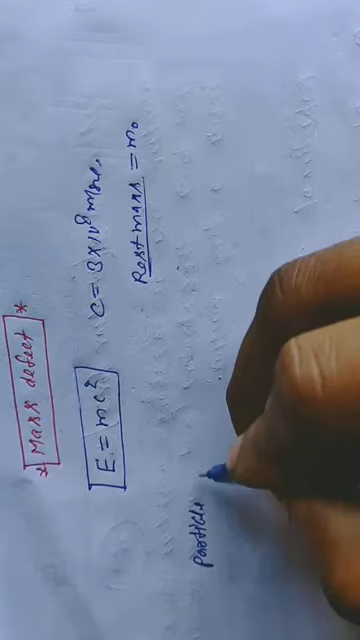 * Mass defect *
E = mc² C = 3×10⁸ m/sec.
Rest mass = m₀
Particle